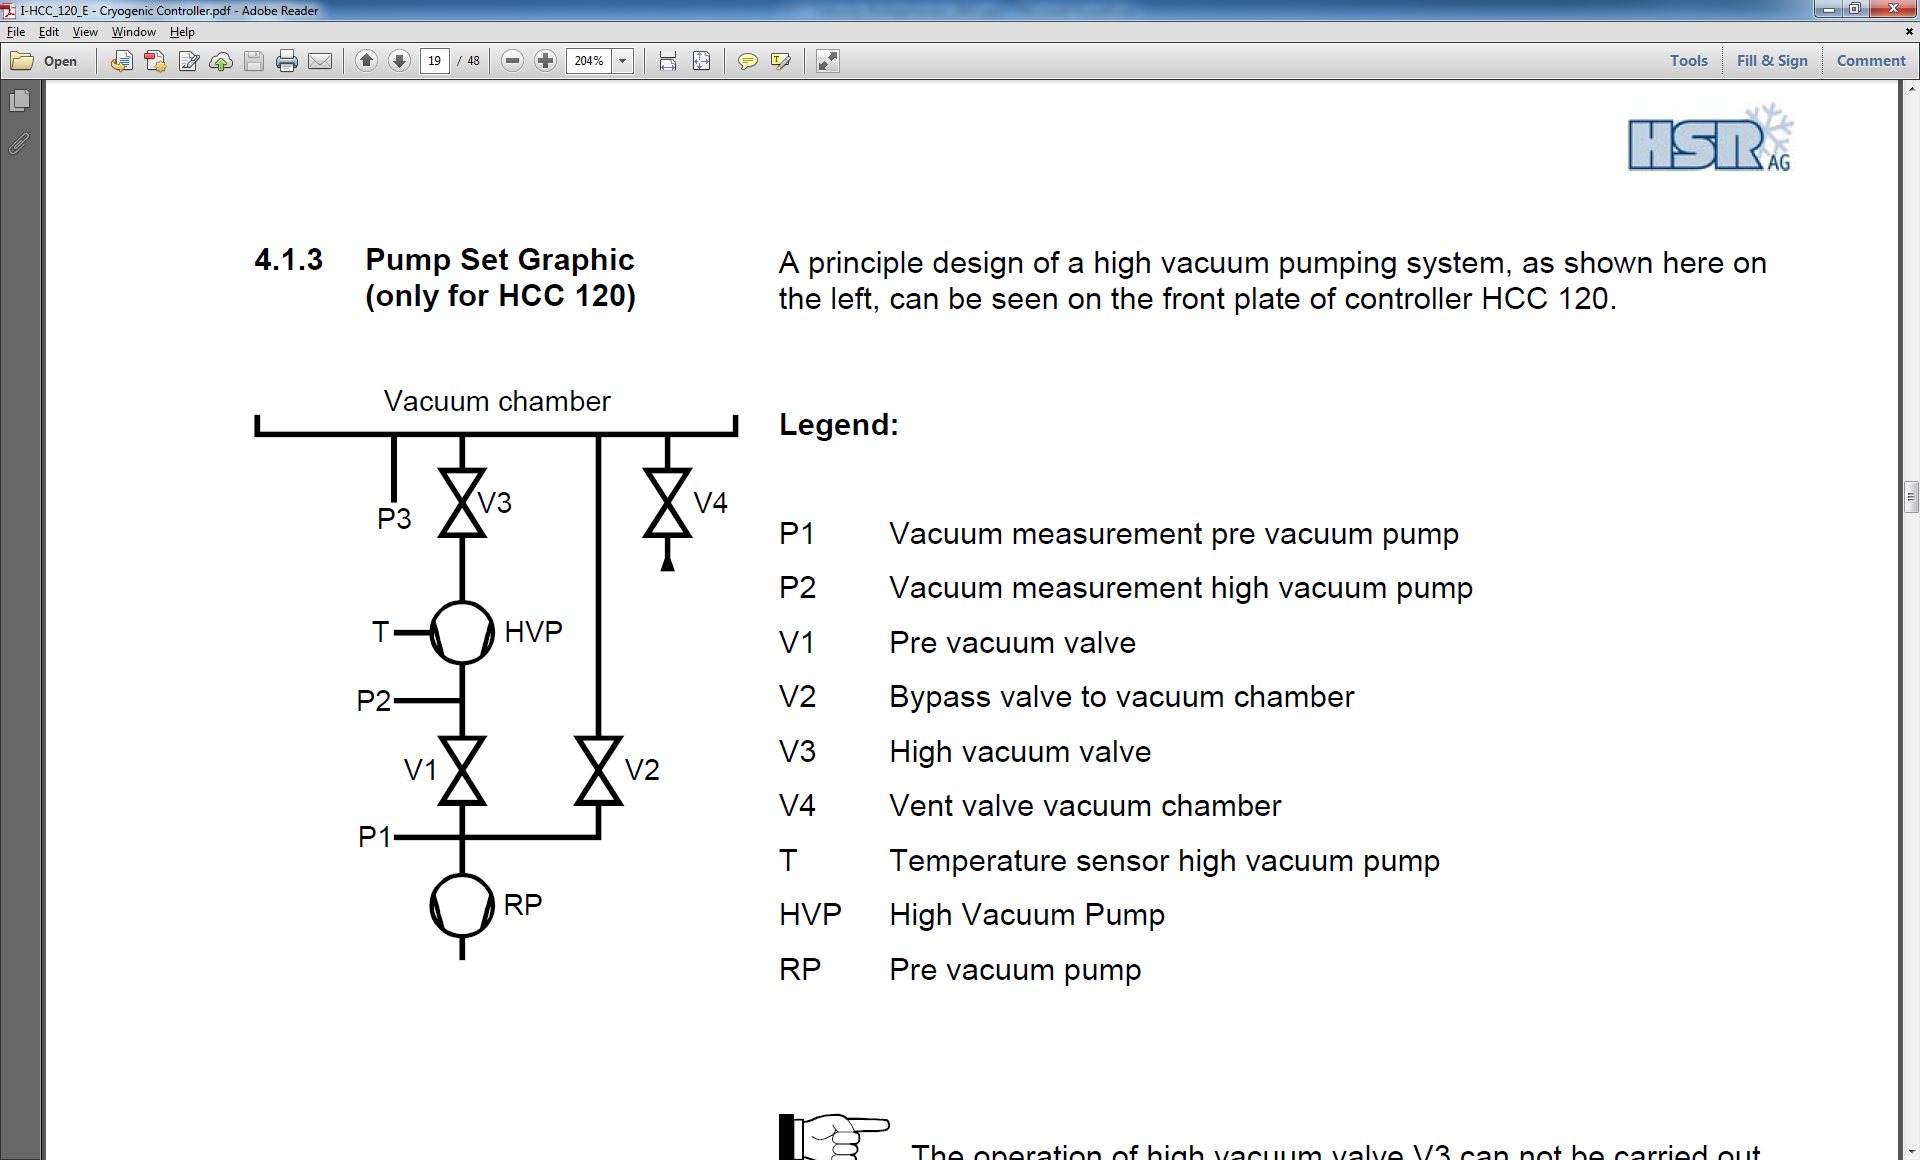 I-HCC_120_E - Cryogenic Controller.pdf - Adobe Reader
File Edit View Window Help
Open 19 / 48 204% Tools Fill & Sign Comment
HSR AG
4.1.3 Pump Set Graphic
(only for HCC 120)
A principle design of a high vacuum pumping system, as shown here on
the left, can be seen on the front plate of controller HCC 120.
Vacuum chamber
P3
V3
V4
T
HVP
P2
V1
V2
P1
RP
Legend:
P1 Vacuum measurement pre vacuum pump
P2 Vacuum measurement high vacuum pump
V1 Pre vacuum valve
V2 Bypass valve to vacuum chamber
V3 High vacuum valve
V4 Vent valve vacuum chamber
T Temperature sensor high vacuum pump
HVP High Vacuum Pump
RP Pre vacuum pump
The operation of high vacuum valve V3 can not be carried out